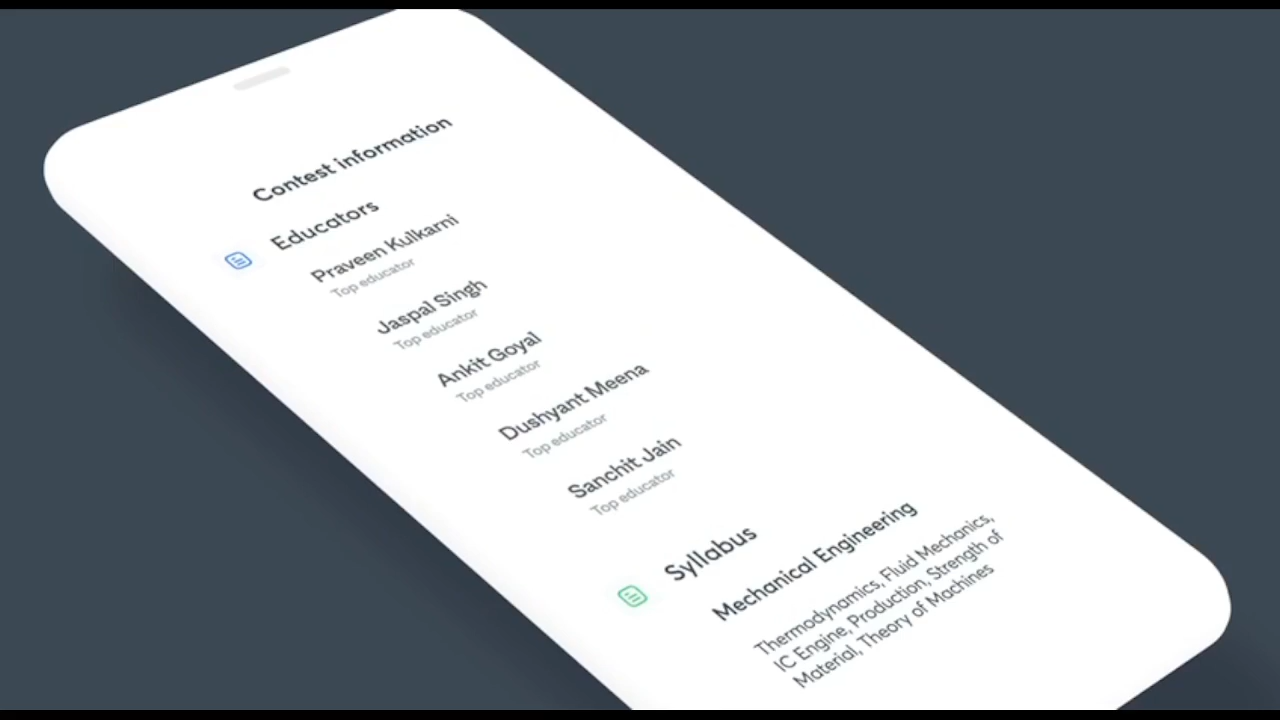 Contest information
Educators
Praveen Kulkarni
Top educator
Jaspal Singh
Top educator
Ankit Goyal
Top educator
Dushyant Meena
Top educator
Sanchit Jain
Top educator
Syllabus
Mechanical Engineering
Thermodynamics, Fluid Mechanics,
IC Engine, Production, Strength of
Material, Theory of Machines